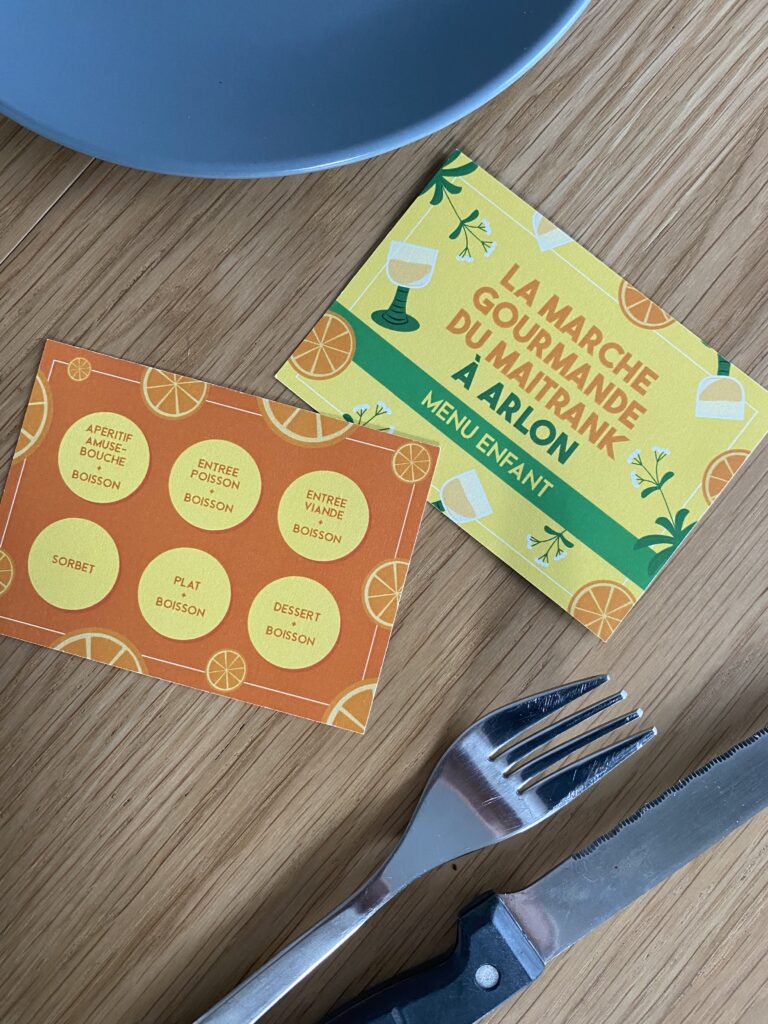 LA MARCHE
GOURMANDE
DU MAITRANK
À ARLON
MENU ENFANT
APERITIF
AMUSE-
BOUCHE
+
BOISSON
ENTREE
POISSON
+
BOISSON
ENTREE
VIANDE
+
BOISSON
SORBET
PLAT
+
BOISSON
DESSERT
+
BOISSON